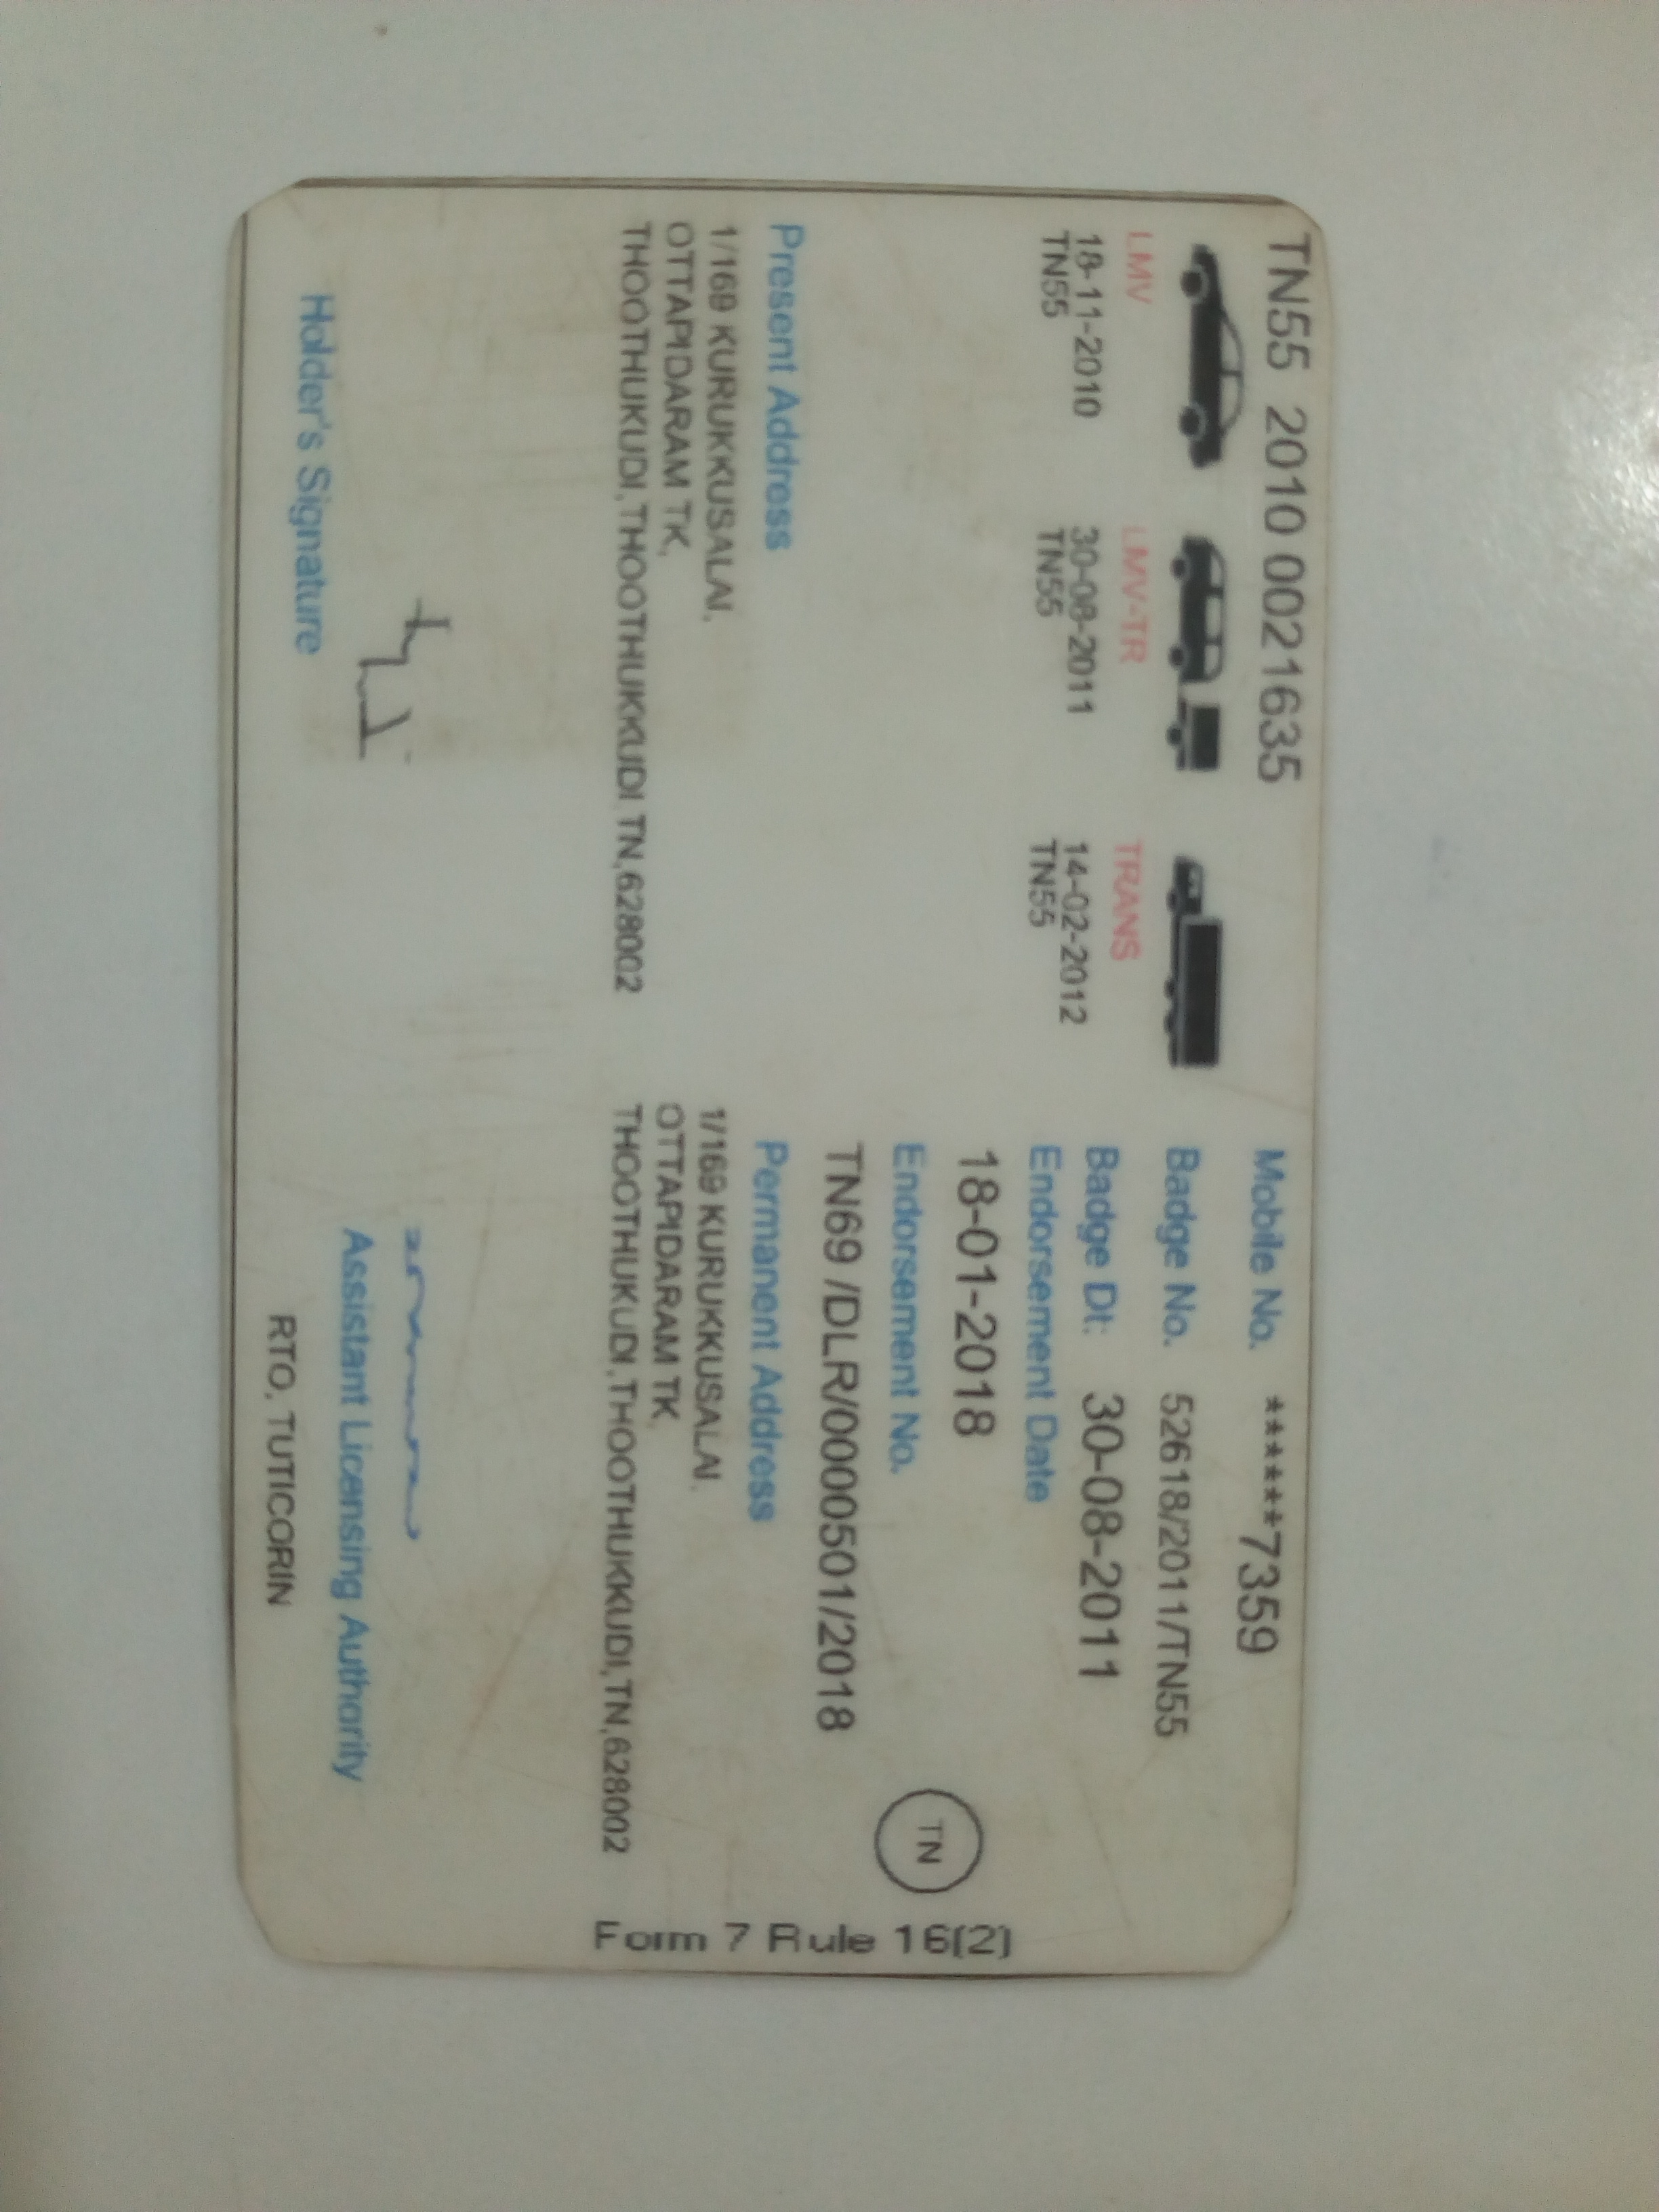 TN55 2010 0021635
LMV
18-11-2010
TN55
LMV-TR
30-08-2011
TN55
TRANS
14-02-2012
TN55
Mobile No. ******7359
Badge No. 52618/2011/TN55
Badge Dt: 30-08-2011
Endorsement Date
18-01-2018
Endorsement No.
TN69 /DLR/0000501/2018
TN
Present Address
1/169 KURUKKUSALAI,
OTTAPIDARAM TK,
THOOTHUKUDI,THOOTHUKKUDI,TN,628002
Permanent Address
1/169 KURUKKUSALAI,
OTTAPIDARAM TK,
THOOTHUKUDI,THOOTHUKKUDI,TN,628002
Form 7 Rule 16(2)
Holder's Signature
Assistant Licensing Authority
RTO, TUTICORIN